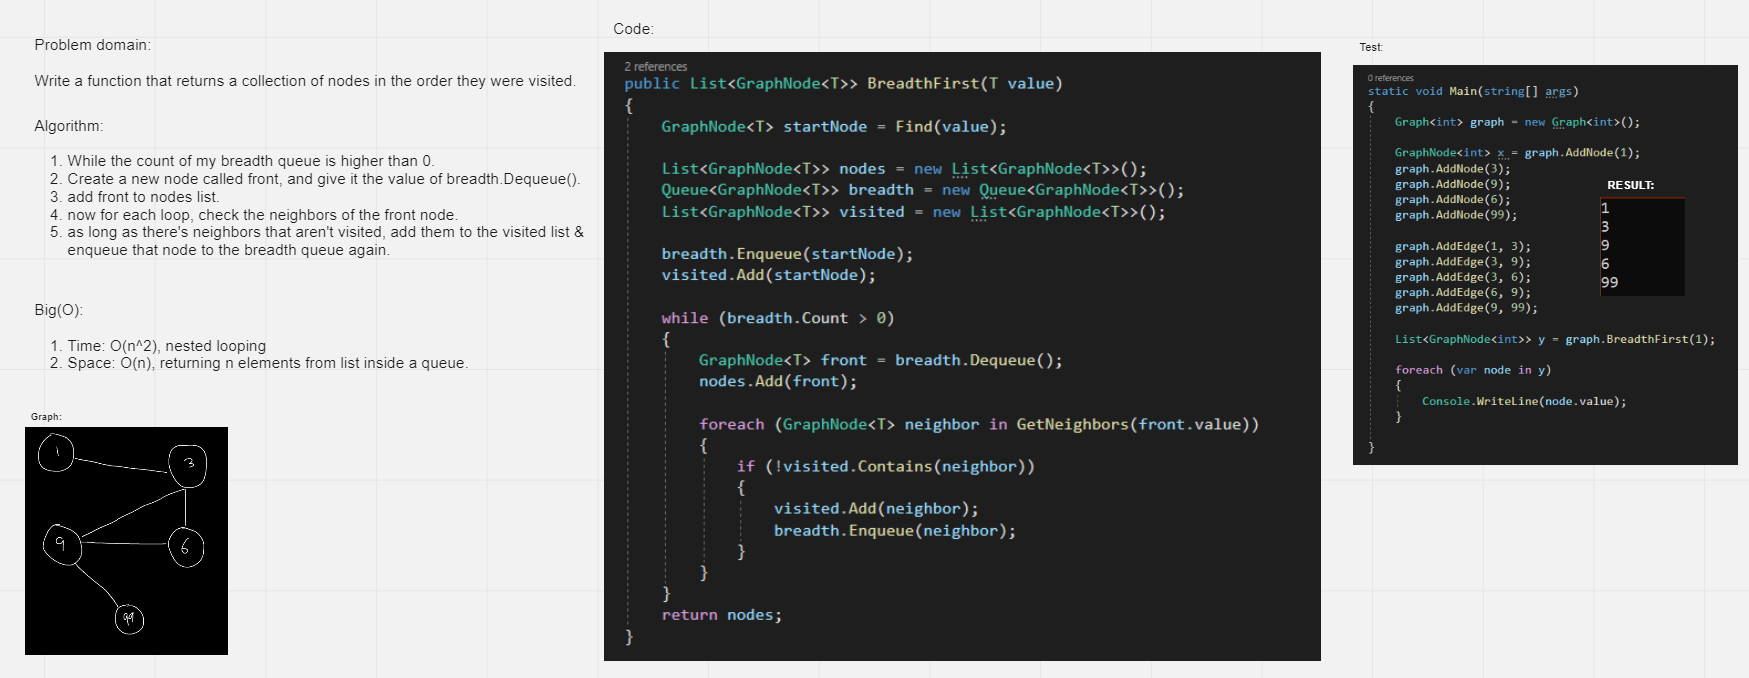 Problem domain:
Write a function that returns a collection of nodes in the order they were visited.
Algorithm:
1. While the count of my breadth queue is higher than 0.
2. Create a new node called front, and give it the value of breadth.Dequeue().
3. add front to nodes list.
4. now for each loop, check the neighbors of the front node.
5. as long as there's neighbors that aren't visited, add them to the visited list &
enqueue that node to the breadth queue again.
Big(O):
1. Time: O(n^2), nested looping
2. Space: O(n), returning n elements from list inside a queue.
Graph:
1
3
9
6
99
Code:
2 references
public List<GraphNode<T>> BreadthFirst(T value)
{
GraphNode<T> startNode = Find(value);
List<GraphNode<T>> nodes = new List<GraphNode<T>>();
Queue<GraphNode<T>> breadth = new Queue<GraphNode<T>>();
List<GraphNode<T>> visited = new List<GraphNode<T>>();
breadth.Enqueue(startNode);
visited.Add(startNode);
while (breadth.Count > 0)
{
GraphNode<T> front = breadth.Dequeue();
nodes.Add(front);
foreach (GraphNode<T> neighbor in GetNeighbors(front.value))
{
if (!visited.Contains(neighbor))
{
visited.Add(neighbor);
breadth.Enqueue(neighbor);
}
}
}
return nodes;
}
Test:
0 references
static void Main(string[] args)
{
Graph<int> graph = new Graph<int>();
GraphNode<int> x = graph.AddNode(1);
graph.AddNode(3);
graph.AddNode(9);
graph.AddNode(6);
graph.AddNode(99);
graph.AddEdge(1, 3);
graph.AddEdge(3, 9);
graph.AddEdge(3, 6);
graph.AddEdge(6, 9);
graph.AddEdge(9, 99);
List<GraphNode<int>> y = graph.BreadthFirst(1);
foreach (var node in y)
{
Console.WriteLine(node.value);
}
}
RESULT:
1
3
9
6
99